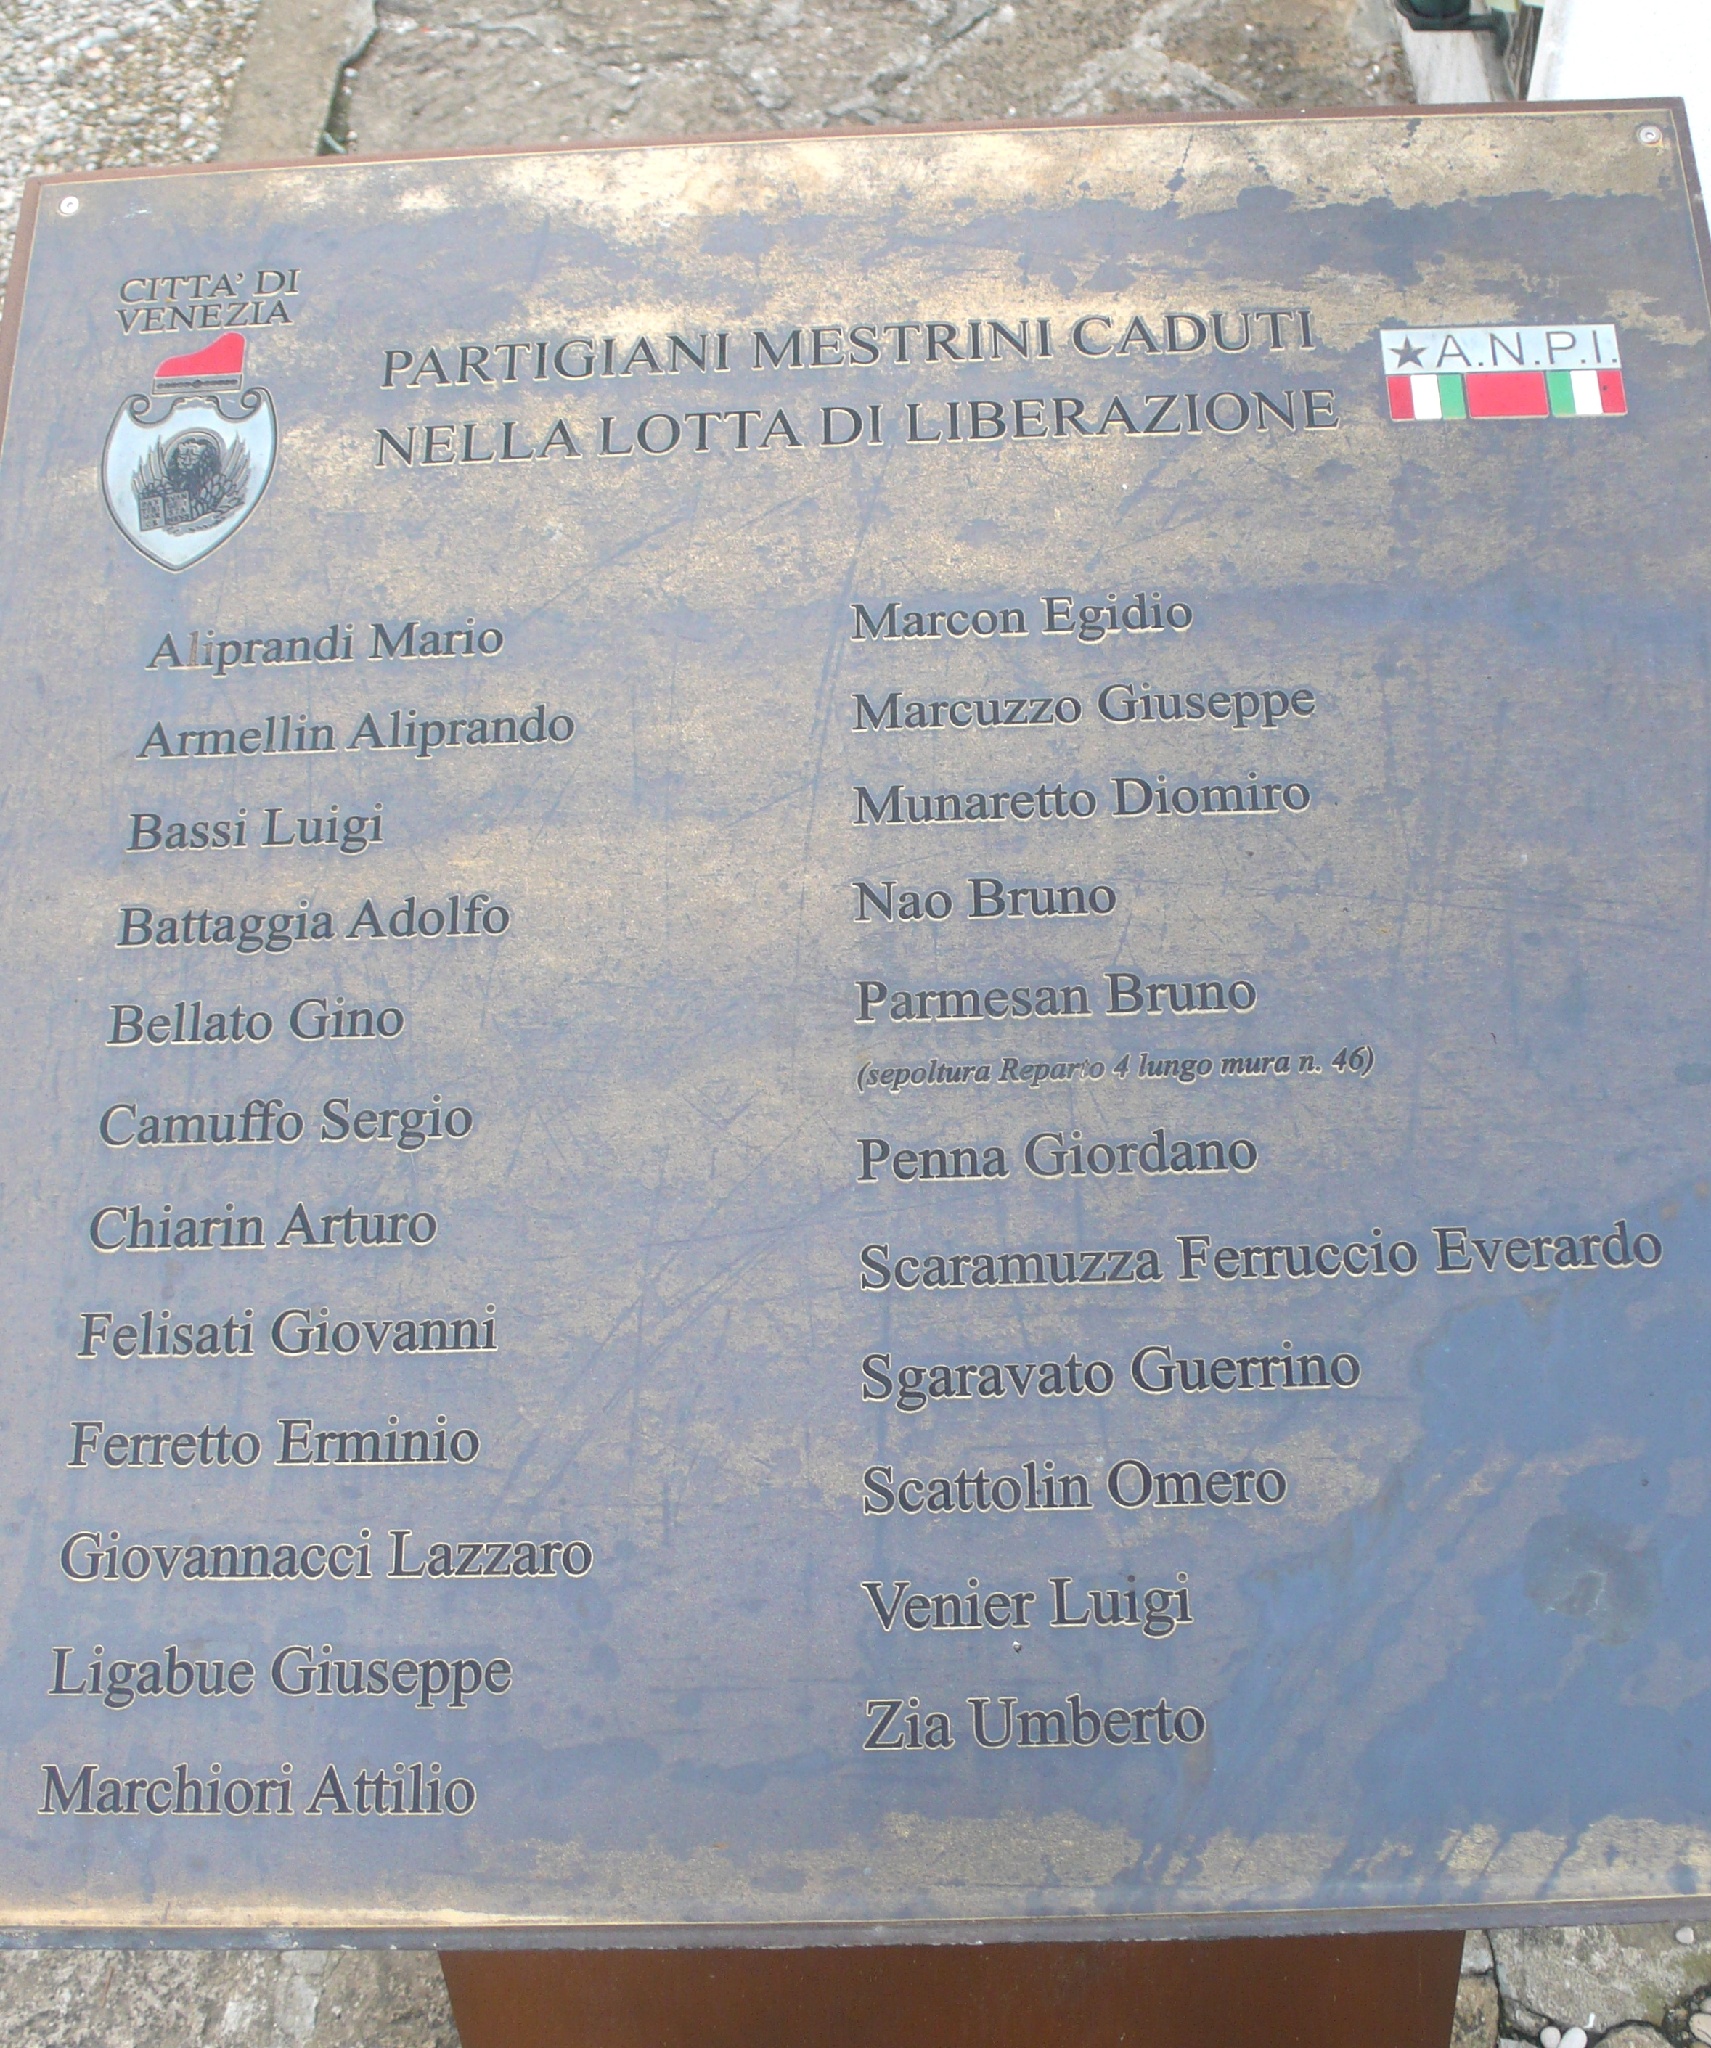 CITTA' DI
VENEZIA
PARTIGIANI MESTRINI CADUTI
NELLA LOTTA DI LIBERAZIONE
★A.N.P.I.
Aliprandi Mario
Armellin Aliprando
Bassi Luigi
Battaggia Adolfo
Bellato Gino
Camuffo Sergio
Chiarin Arturo
Felisati Giovanni
Ferretto Erminio
Giovannacci Lazzaro
Ligabue Giuseppe
Marchiori Attilio
Marcon Egidio
Marcuzzo Giuseppe
Munaretto Diomiro
Nao Bruno
Parmesan Bruno
(sepoltura Reparto 4 lungo mura n. 46)
Penna Giordano
Scaramuzza Ferruccio Everardo
Sgaravato Guerrino
Scattolin Omero
Venier Luigi
Zia Umberto